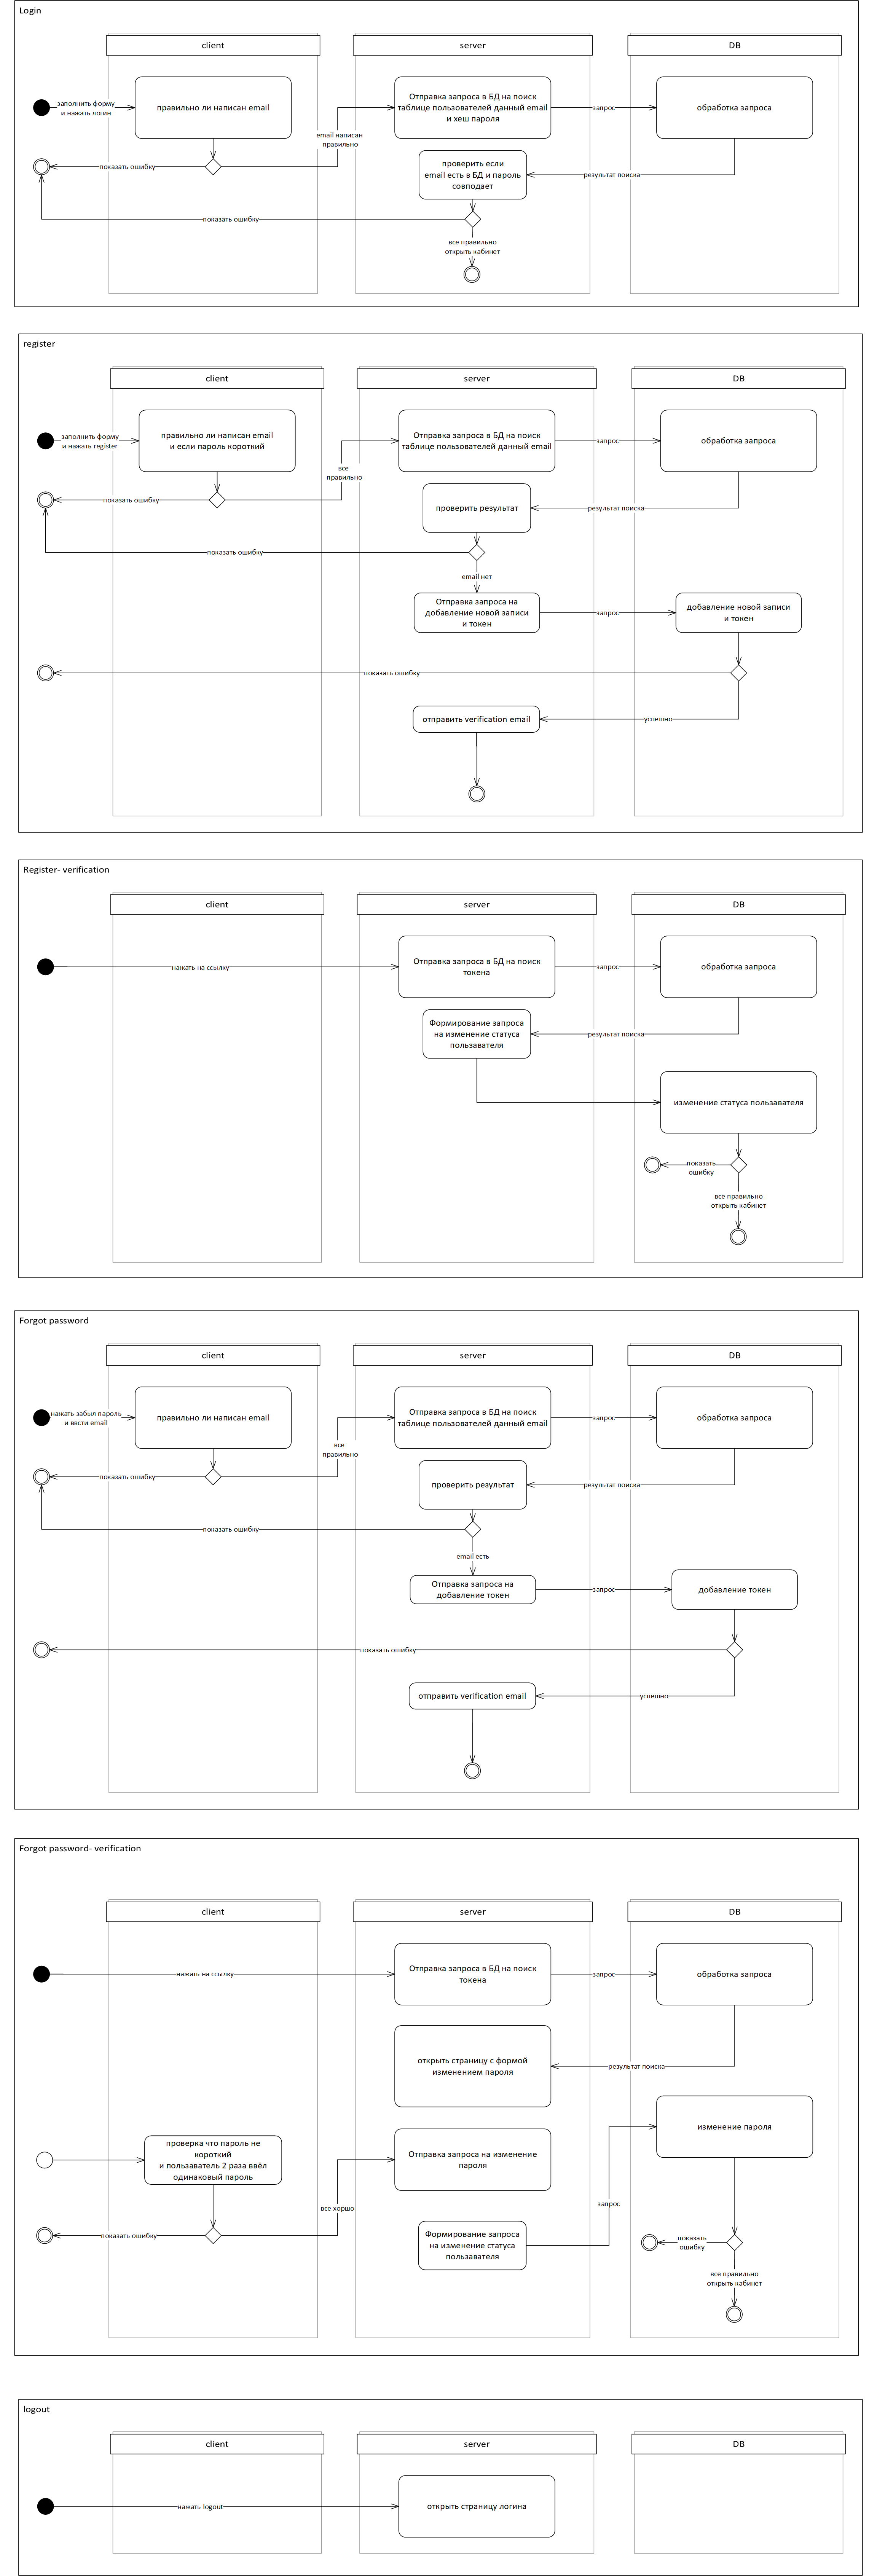 Login
client
server
DB
заполнить форму
и нажать логин
правильно ли написан email
email написан
правильно
Отправка запроса в БД на поиск
таблице пользователей данный email
и хеш пароля
запрос
обработка запроса
показать ошибку
проверить если
email есть в БД и пароль
совподает
результат поиска
показать ошибку
все правильно
открыть кабинет
register
client
server
DB
заполнить форму
и нажать register
правильно ли написан email
и если пароль короткий
все
правильно
Отправка запроса в БД на поиск
таблице пользователей данный email
запрос
обработка запроса
показать ошибку
проверить результат
результат поиска
показать ошибку
email нет
Отправка запроса на
добавление новой записи
и токен
запрос
добавление новой записи
и токен
показать ошибку
отправить verification email
успешно
Register- verification
client
server
DB
нажать на ссылку
Отправка запроса в БД на поиск
токена
запрос
обработка запроса
Формирование запроса
на изменение статуса
пользавателя
результат поиска
изменение статуса пользавателя
показать
ошибку
все правильно
открыть кабинет
Forgot password
client
server
DB
нажать забыл пароль
и ввсти email
правильно ли написан email
все
правильно
Отправка запроса в БД на поиск
таблице пользователей данный email
запрос
обработка запроса
показать ошибку
проверить результат
результат поиска
показать ошибку
email есть
Отправка запроса на
добавление токен
запрос
добавление токен
показать ошибку
отправить verification email
успешно
Forgot password- verification
client
server
DB
нажать на ссылку
Отправка запроса в БД на поиск
токена
запрос
обработка запроса
открыть страницу с формой
изменением пароля
результат поиска
проверка что пароль не
короткий
и пользаватель 2 раза ввёл
одинаковый пароль
все хоршо
Отправка запроса на изменение
пароля
запрос
изменение пароля
показать ошибку
Формирование запроса
на изменение статуса
пользавателя
показать
ошибку
все правильно
открыть кабинет
logout
client
server
DB
нажать logout
открыть страницу логина